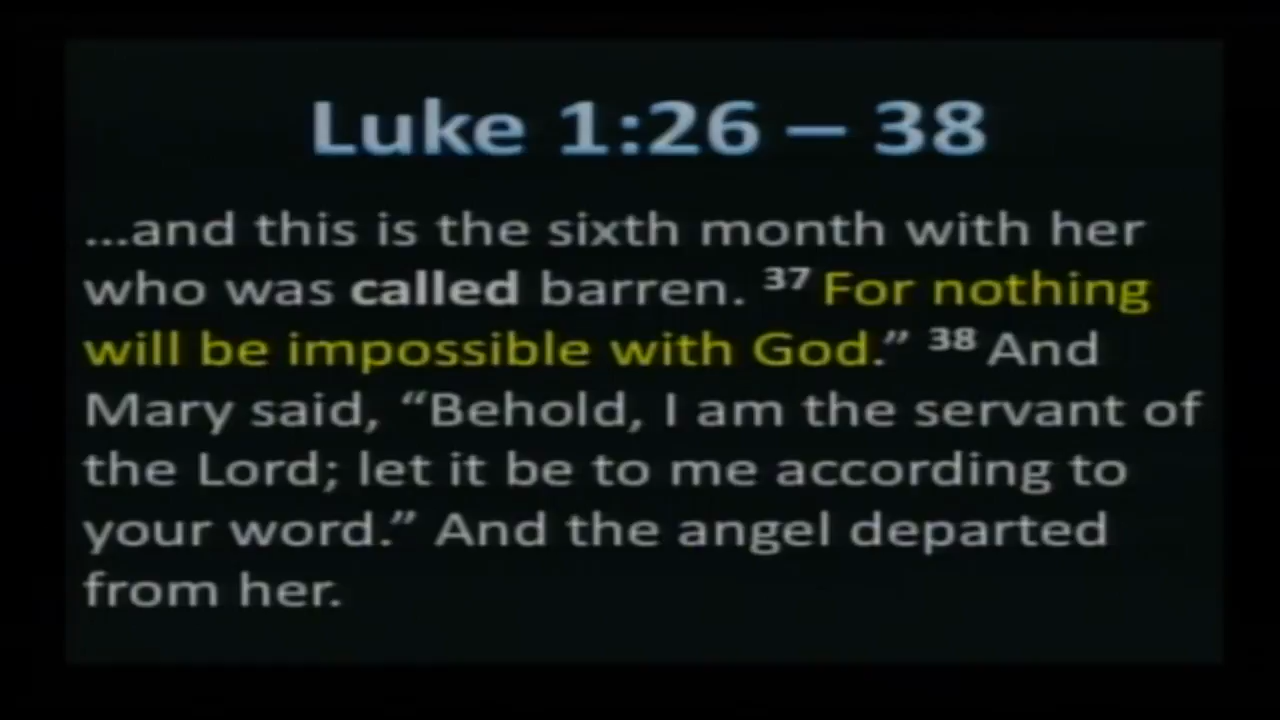 Luke 1:26 – 38
...and this is the sixth month with her
who was called barren. 37 For nothing
will be impossible with God.” 38 And
Mary said, “Behold, I am the servant of
the Lord; let it be to me according to
your word.” And the angel departed
from her.